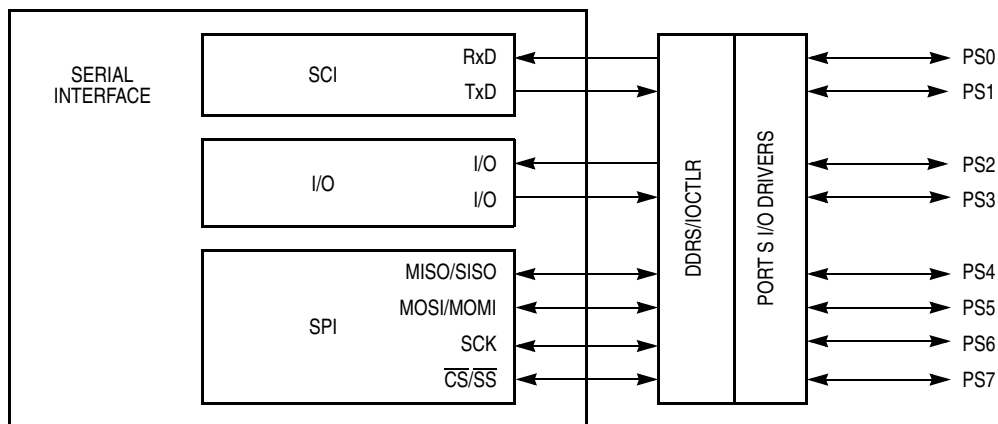 SERIAL
INTERFACE
SCI
RxD
TxD
I/O
I/O
I/O
SPI
MISO/SISO
MOSI/MOMI
SCK
CS/SS
DDRS/IOCTLR
PORT S I/O DRIVERS
PS0
PS1
PS2
PS3
PS4
PS5
PS6
PS7